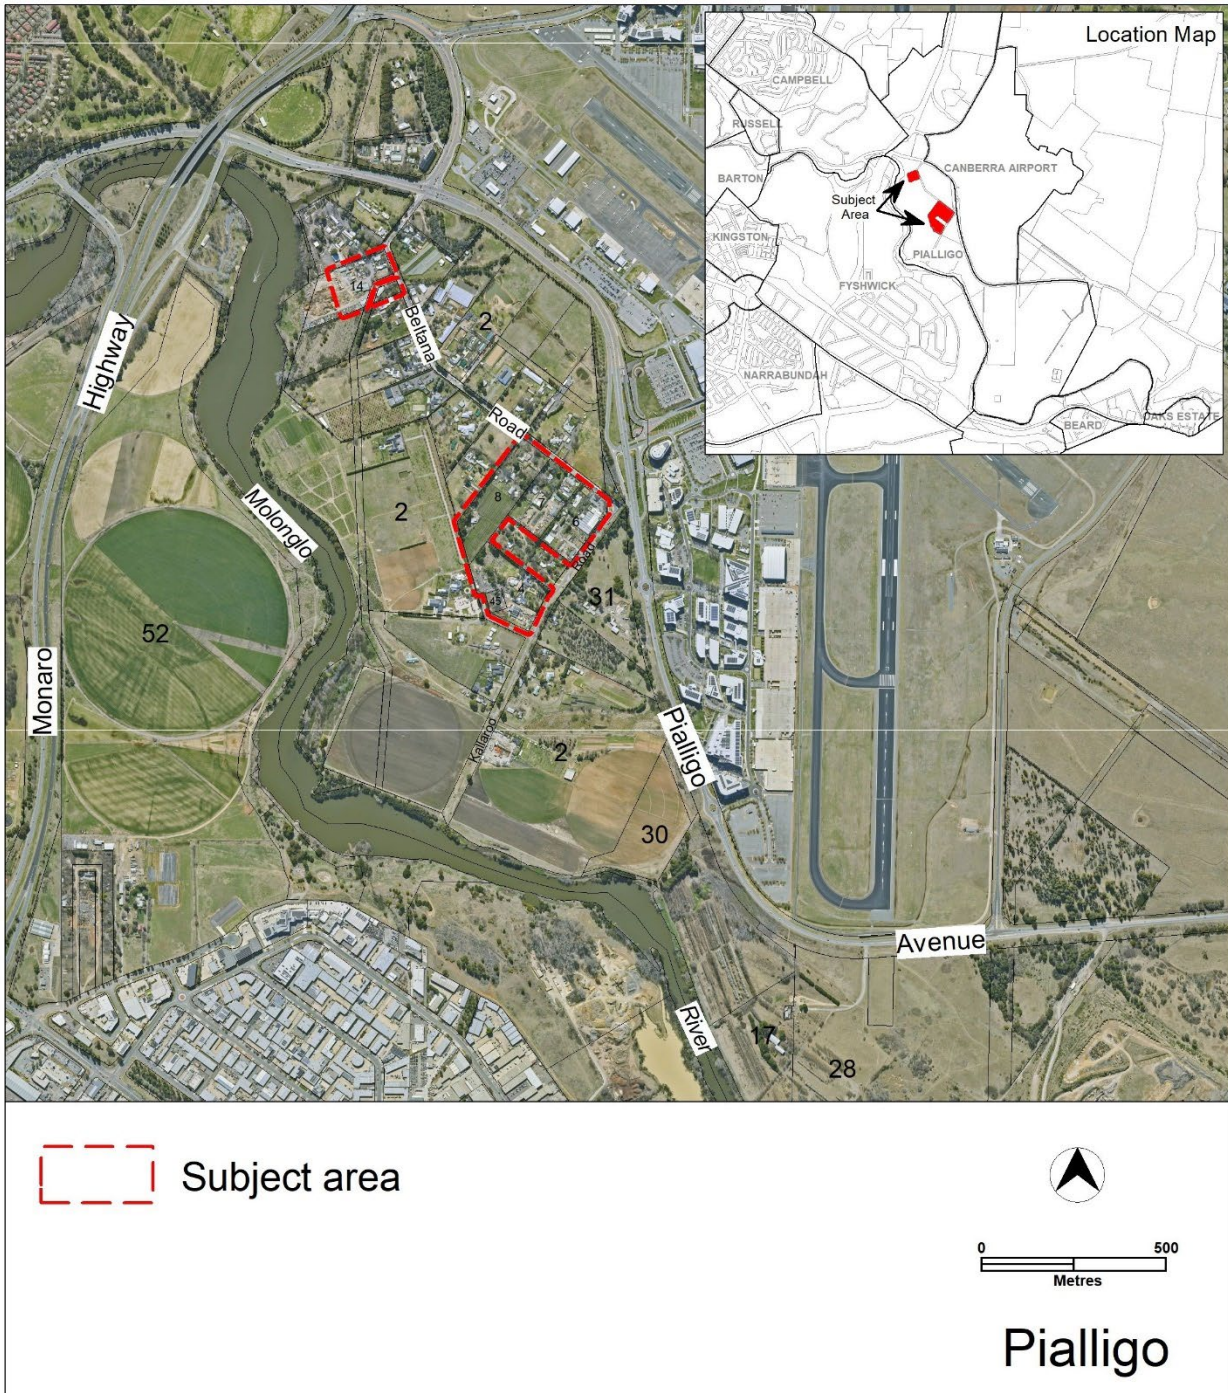 Location Map
CAMPBELL
RUSSELL
BARTON
CANBERRA AIRPORT
Subject
Area
KINGSTON
PIALLIGO
FYSHWICK
NARRABUNDAH
OAKS ESTATE
BEARD
14
Beltana
2
Highway
Road
8
6
2
Molonglo
Road
4
45
31
52
Monaro
Pialligo
Kallaroo
2
30
Avenue
River
17
28
Subject area
0 500
Metres
Pialligo